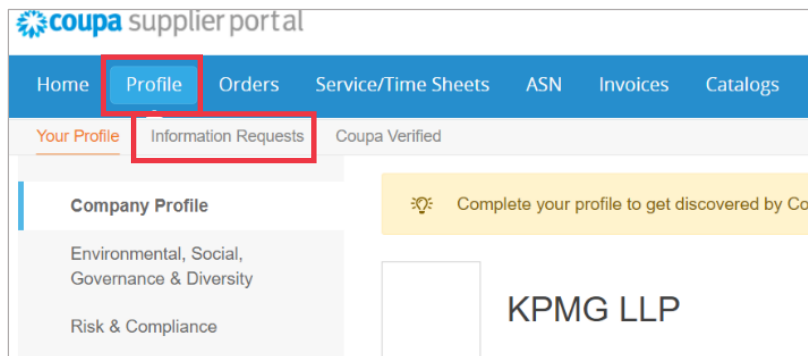 coupa supplier portal
Home Profile Orders Service/Time Sheets ASN Invoices Catalogs
Your Profile Information Requests Coupa Verified
Company Profile
Complete your profile to get discovered by Co
Environmental, Social,
Governance & Diversity
KPMG LLP
Risk & Compliance